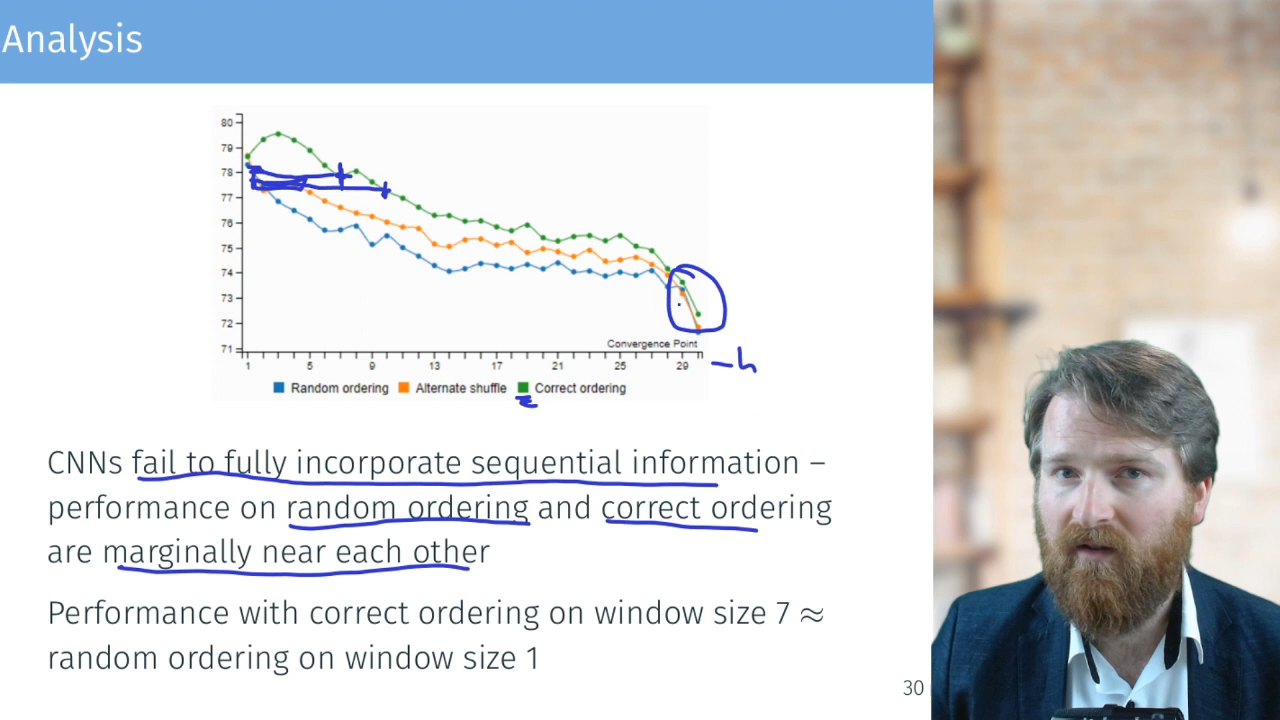 Analysis
80
79
78
77
76
75
74
73
72
71
Convergence Point
1 5 9 13 17 21 25 29
-h
Random ordering Alternate shuffle Correct ordering
CNNs fail to fully incorporate sequential information –
performance on random ordering and correct ordering
are marginally near each other
Performance with correct ordering on window size 7 ≈
random ordering on window size 1
30